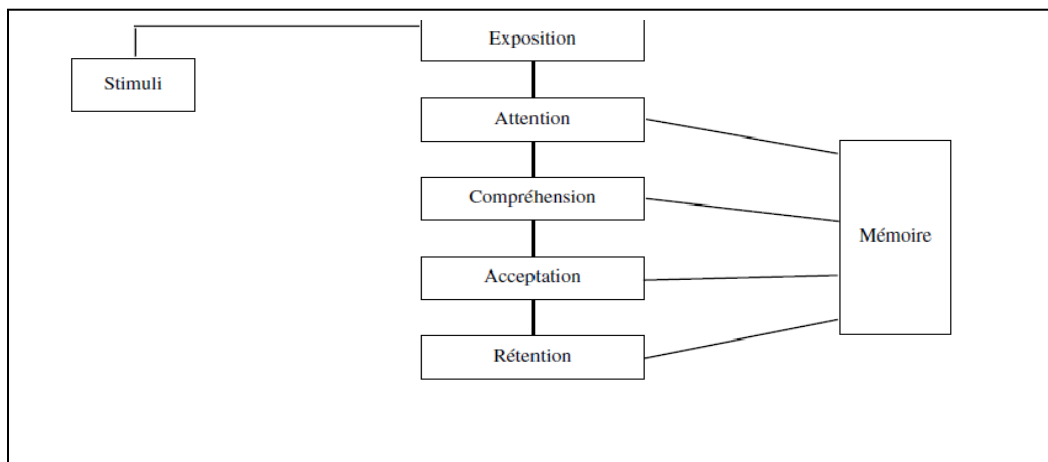 Exposition
Stimuli
Attention
Compréhension
Mémoire
Acceptation
Rétention